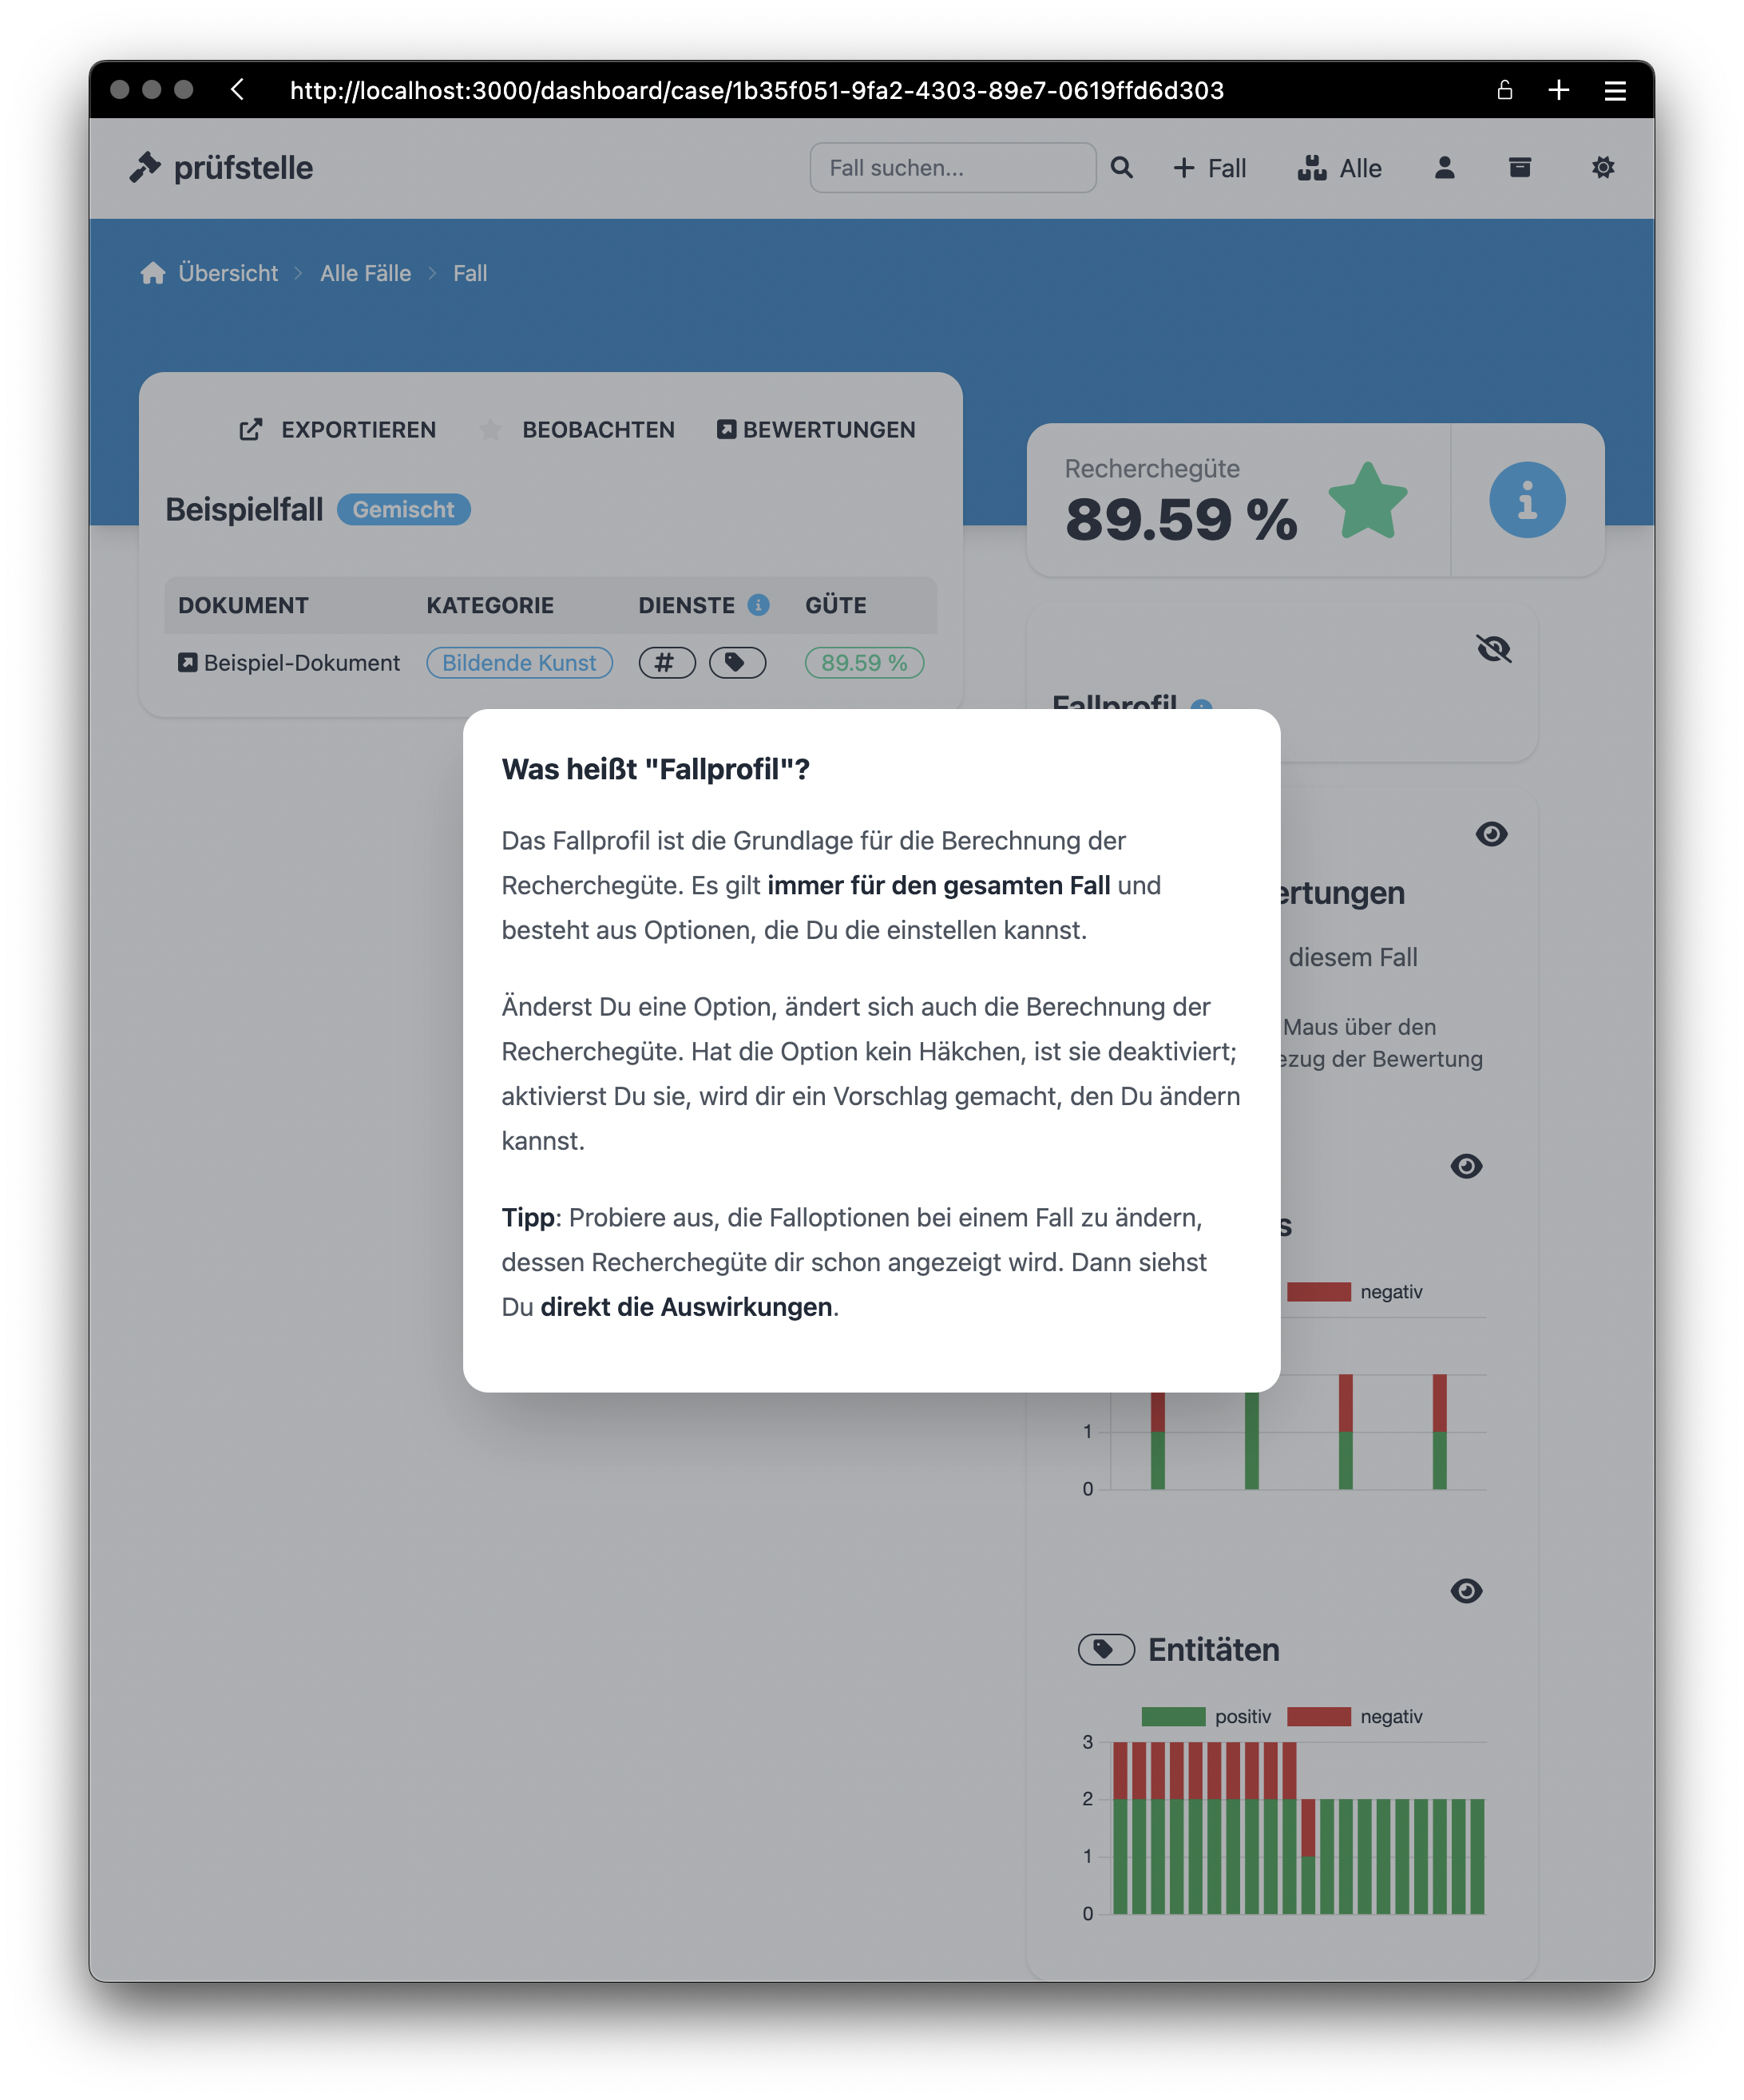 http://localhost:3000/dashboard/case/1b35f051-9fa2-4303-89e7-0619ffd6d303
prüfstelle
Fall suchen...
Fall
Alle
Übersicht > Alle Fälle > Fall
EXPORTIEREN BEOBACHTEN BEWERTUNGEN
Beispielfall Gemischt
DOKUMENT KATEGORIE DIENSTE GÜTE
Beispiel-Dokument Bildende Kunst # 89.59 %
Recherchegüte
89.59 %
Fallprofil
Was heißt "Fallprofil"?
Das Fallprofil ist die Grundlage für die Berechnung der
Recherchegüte. Es gilt immer für den gesamten Fall und
besteht aus Optionen, die Du die einstellen kannst.
Änderst Du eine Option, ändert sich auch die Berechnung der
Recherchegüte. Hat die Option kein Häkchen, ist sie deaktiviert;
aktivierst Du sie, wird dir ein Vorschlag gemacht, den Du ändern
kannst.
Tipp: Probiere aus, die Falloptionen bei einem Fall zu ändern,
dessen Recherchegüte dir schon angezeigt wird. Dann siehst
Du direkt die Auswirkungen.
diesem Fall
Maus über den
der Bewertung
negativ
1
0
Entitäten
positiv negativ
3
2
1
0